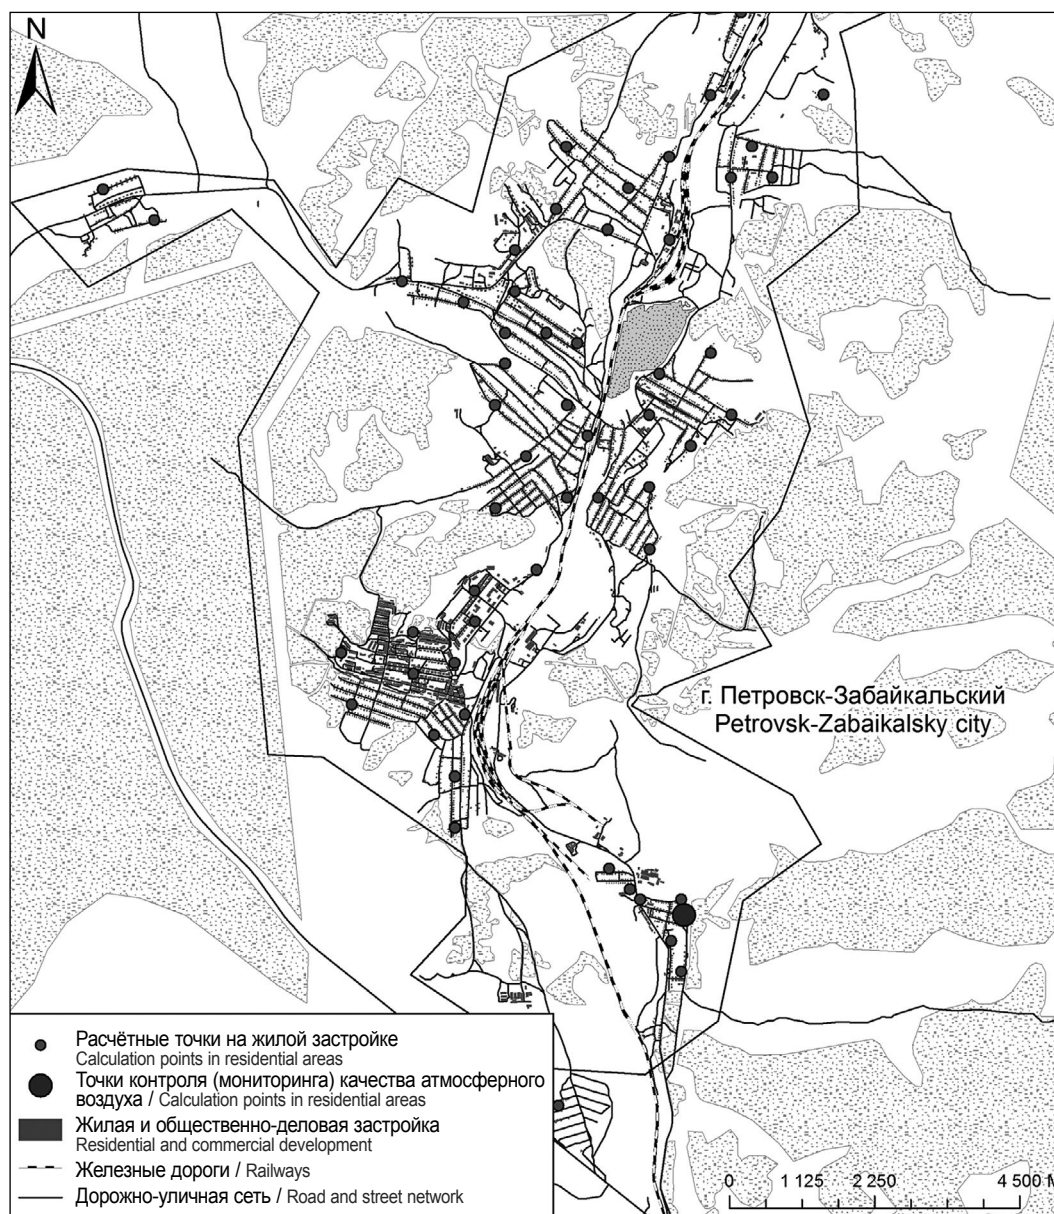 N
г. Петровск-Забайкальский
Petrovsk-Zabaikalsky city
Расчётные точки на жилой застройке
Calculation points in residential areas
Точки контроля (мониторинга) качества атмосферного
воздуха / Calculation points in residential areas
Жилая и общественно-деловая застройка
Residential and commercial development
Железные дороги / Railways
Дорожно-уличная сеть / Road and street network
0 1 125 2 250 4 500 М